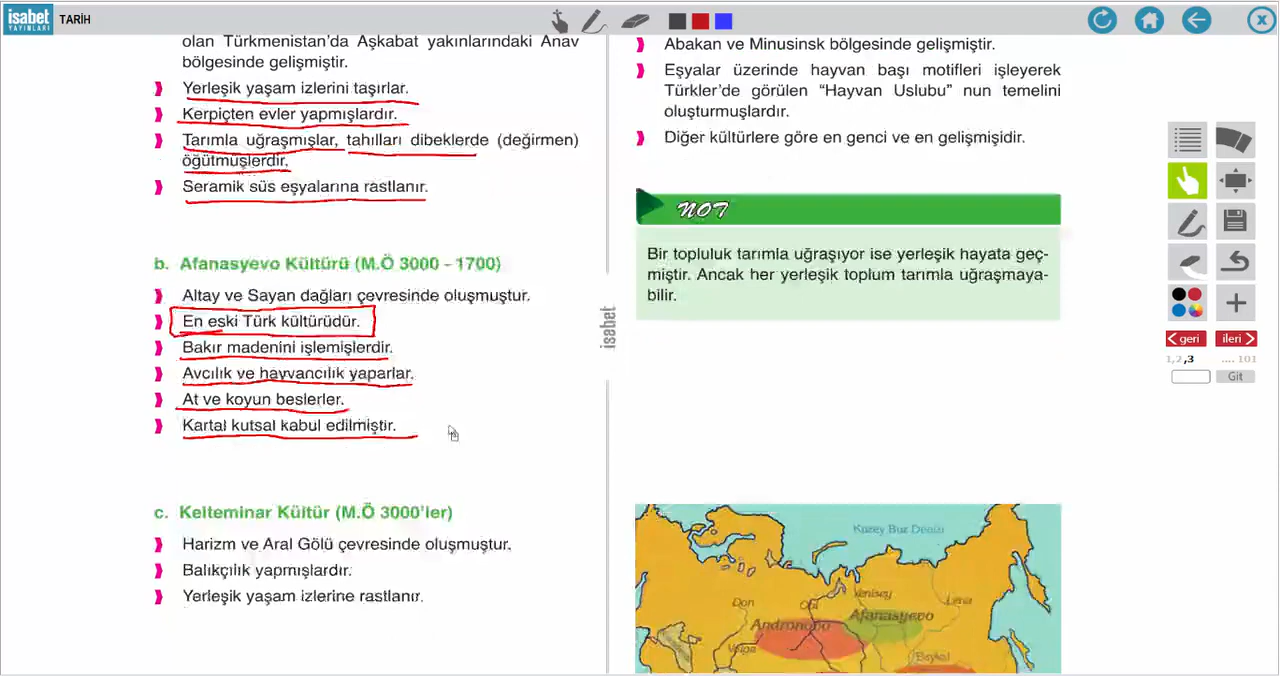 isabet
YAYINLARI
TARİH
olan Türkmenistan'da Aşkabat yakınlarındaki Anav
bölgesinde gelişmiştir.
Yerleşik yaşam izlerini taşırlar.
Kerpiçten evler yapmışlardır.
Tarımla uğraşmışlar, tahılları dibeklerde (değirmen)
öğütmüşlerdir.
Seramik süs eşyalarına rastlanır.
b. Afanasyevo Kültürü (M.Ö 3000 - 1700)
Altay ve Sayan dağları çevresinde oluşmuştur.
En eski Türk kültürüdür.
Bakır madenini işlemişlerdir.
Avcılık ve hayvancılık yaparlar.
At ve koyun beslerler.
Kartal kutsal kabul edilmiştir.
c. Kelteminar Kültür (M.Ö 3000'ler)
Harizm ve Aral Gölü çevresinde oluşmuştur.
Balıkçılık yapmışlardır.
Yerleşik yaşam izlerine rastlanır.
isabet
Abakan ve Minusinsk bölgesinde gelişmiştir.
Eşyalar üzerinde hayvan başı motifleri işleyerek
Türkler'de görülen "Hayvan Uslubu" nun temelini
oluşturmuşlardır.
Diğer kültürlere göre en genci ve en gelişmişidir.
NOT
Bir topluluk tarımla uğraşıyor ise yerleşik hayata geç-
miştir. Ancak her yerleşik toplum tarımla uğraşmaya-
bilir.
Kuzey Buz Denizi
Don
Obi
Yenisey
Lena
Andronovo
Afanasyevo
Volga
Baykal
geri
ileri
1,2,3 .... 101
Git